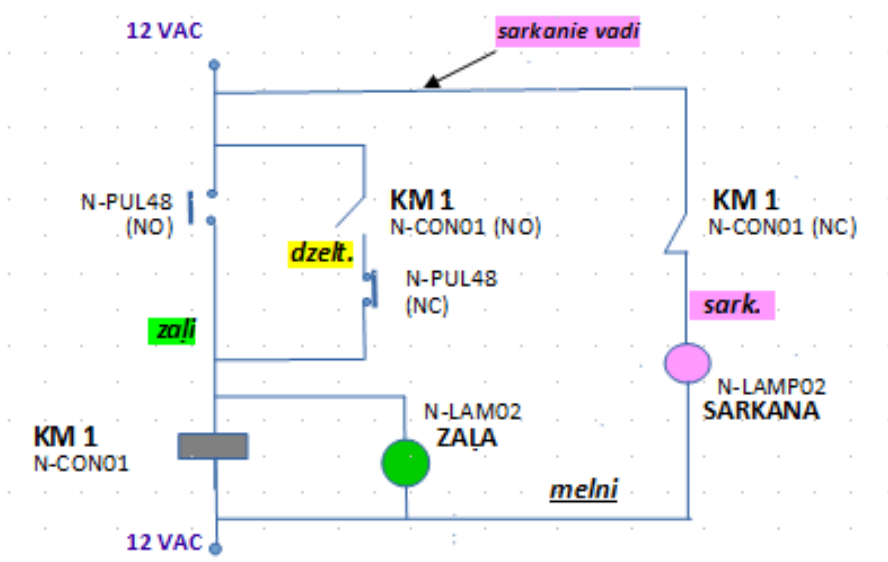 12 VAC
sarkanie vadi
N-PUL48
(NO)
KM 1
N-CON01 (NO)
KM 1
N-CON01 (NC)
dzelt.
N-PUL48
(NC)
zaļi
sark.
N-LAMP02
SARKANA
N-LAM02
ZAĻA
KM 1
N-CON01
melni
12 VAC